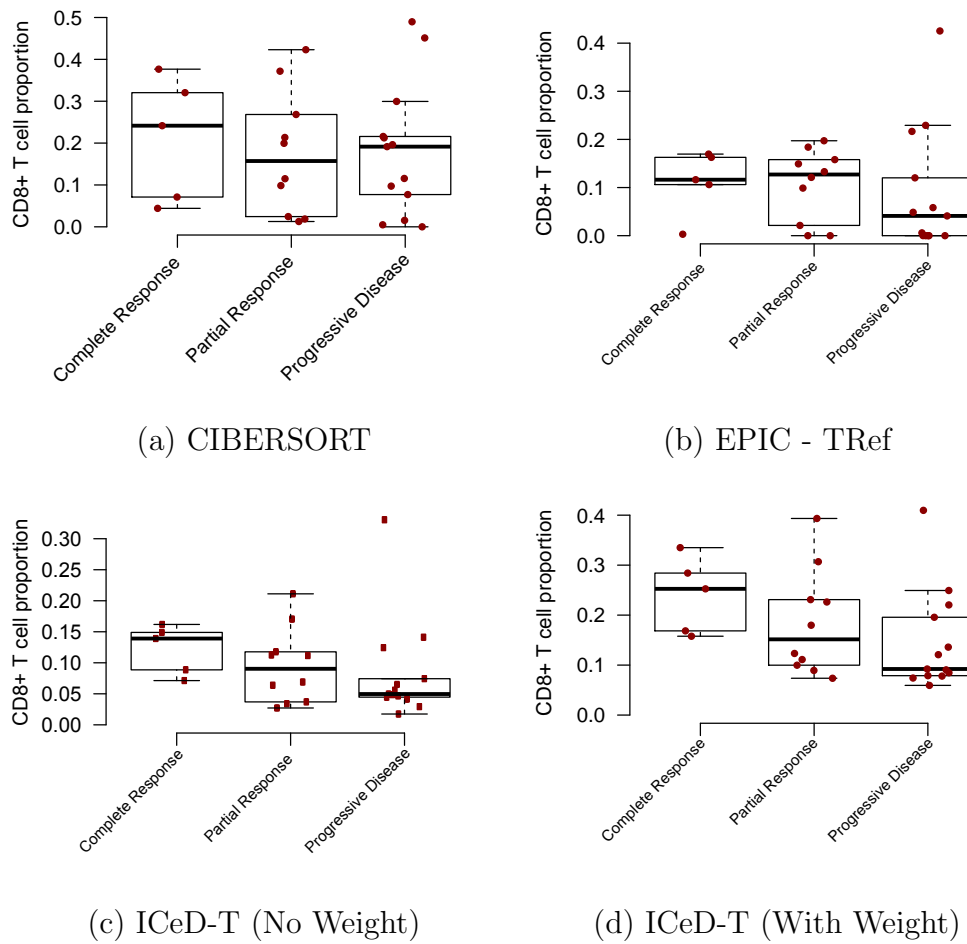 CD8+ T cell proportion
0.5
0.4
0.3
0.2
0.1
0.0
Complete Response
Partial Response
Progressive Disease
(a) CIBERSORT
CD8+ T cell proportion
0.4
0.3
0.2
0.1
0.0
Complete Response
Partial Response
Progressive Disease
(b) EPIC - TRef
CD8+ T cell proportion
0.30
0.25
0.20
0.15
0.10
0.05
0.00
Complete Response
Partial Response
Progressive Disease
(c) ICeD-T (No Weight)
CD8+ T cell proportion
0.4
0.3
0.2
0.1
0.0
Complete Response
Partial Response
Progressive Disease
(d) ICeD-T (With Weight)